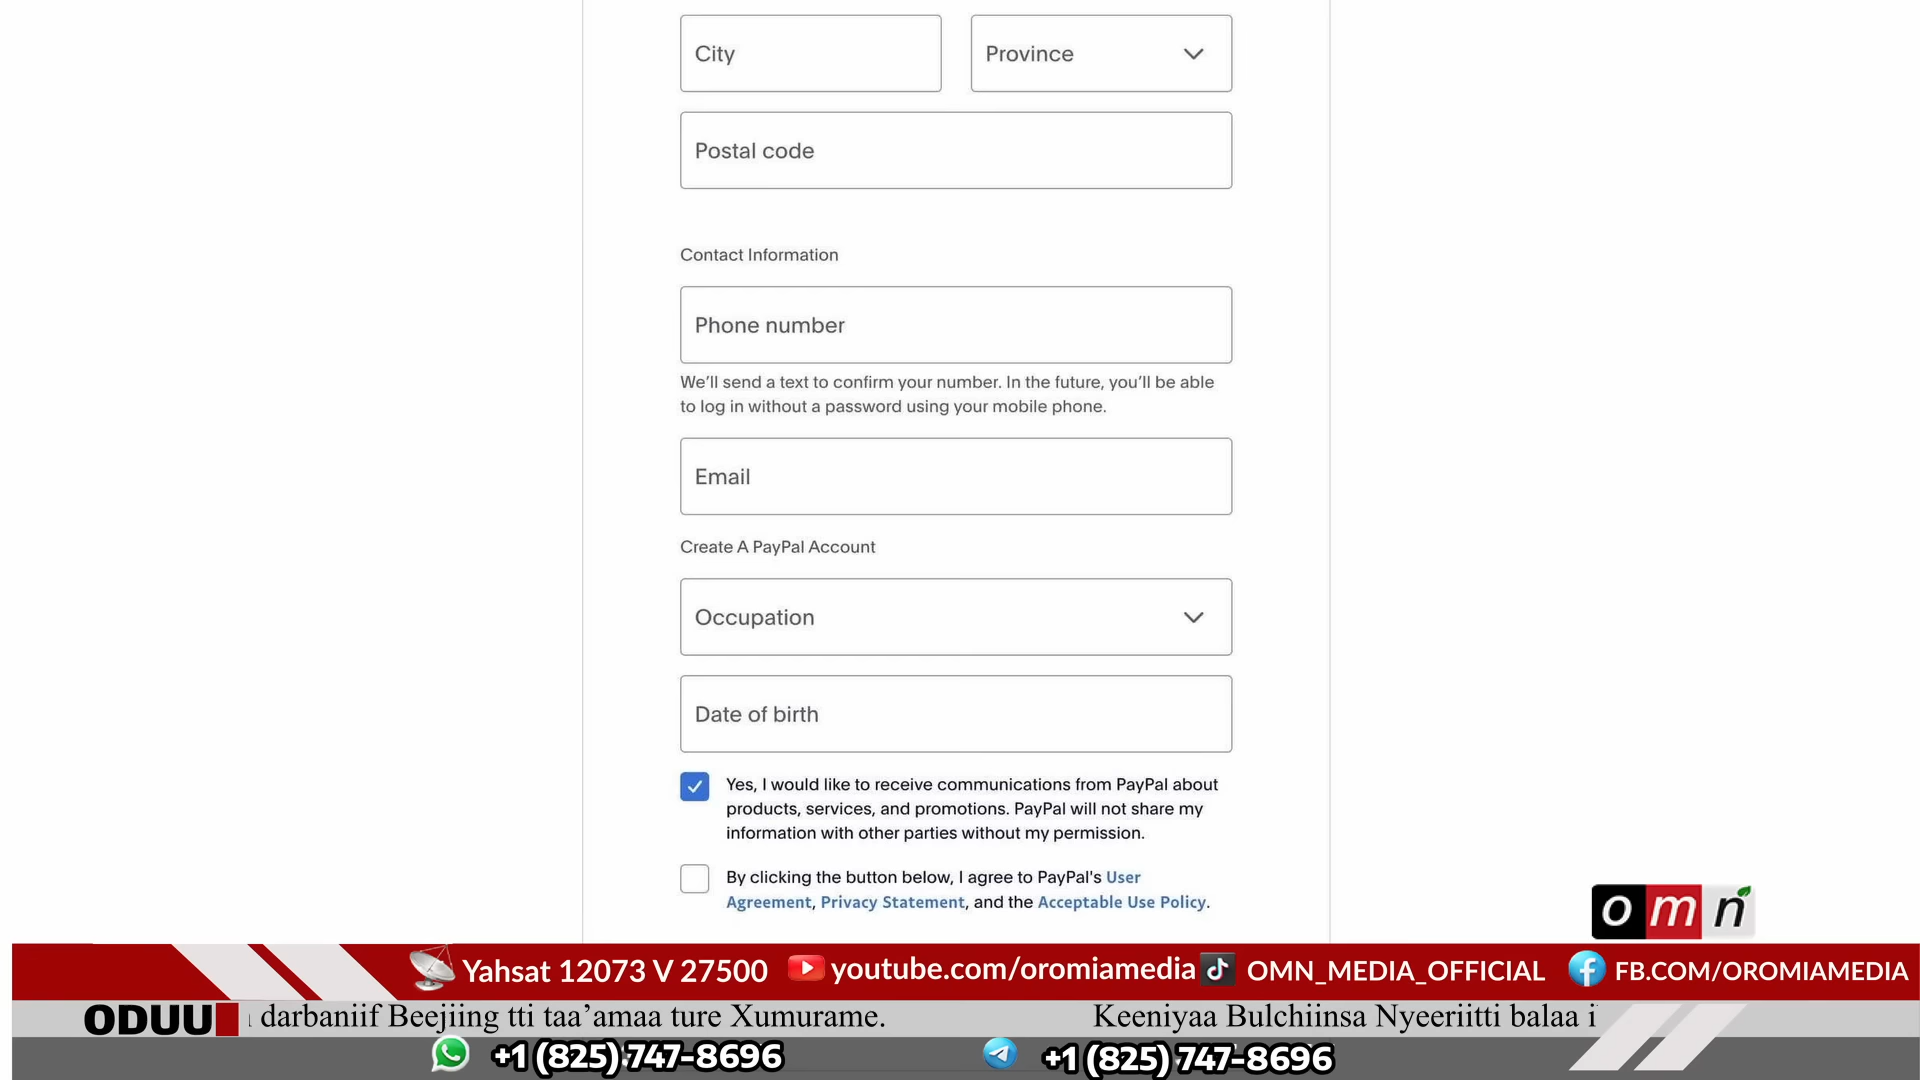 City
Province
Postal code
Contact Information
Phone number
We'll send a text to confirm your number. In the future, you'll be able
to log in without a password using your mobile phone.
Email
Create A PayPal Account
Occupation
Date of birth
Yes, I would like to receive communications from PayPal about
products, services, and promotions. PayPal will not share my
information with other parties without my permission.
By clicking the button below, I agree to PayPal's User
Agreement, Privacy Statement, and the Acceptable Use Policy.
omn
Yahsat 12073 V 27500 youtube.com/oromiamedia OMN_MEDIA_OFFICIAL FB.COM/OROMIAMEDIA
ODUU darbaniif Beejiing tti taa'amaa ture Xumurame. Keeniyaa Bulchiinsa Nyeeriitti balaa
+1 (825) 747-8696 +1 (825) 747-8696